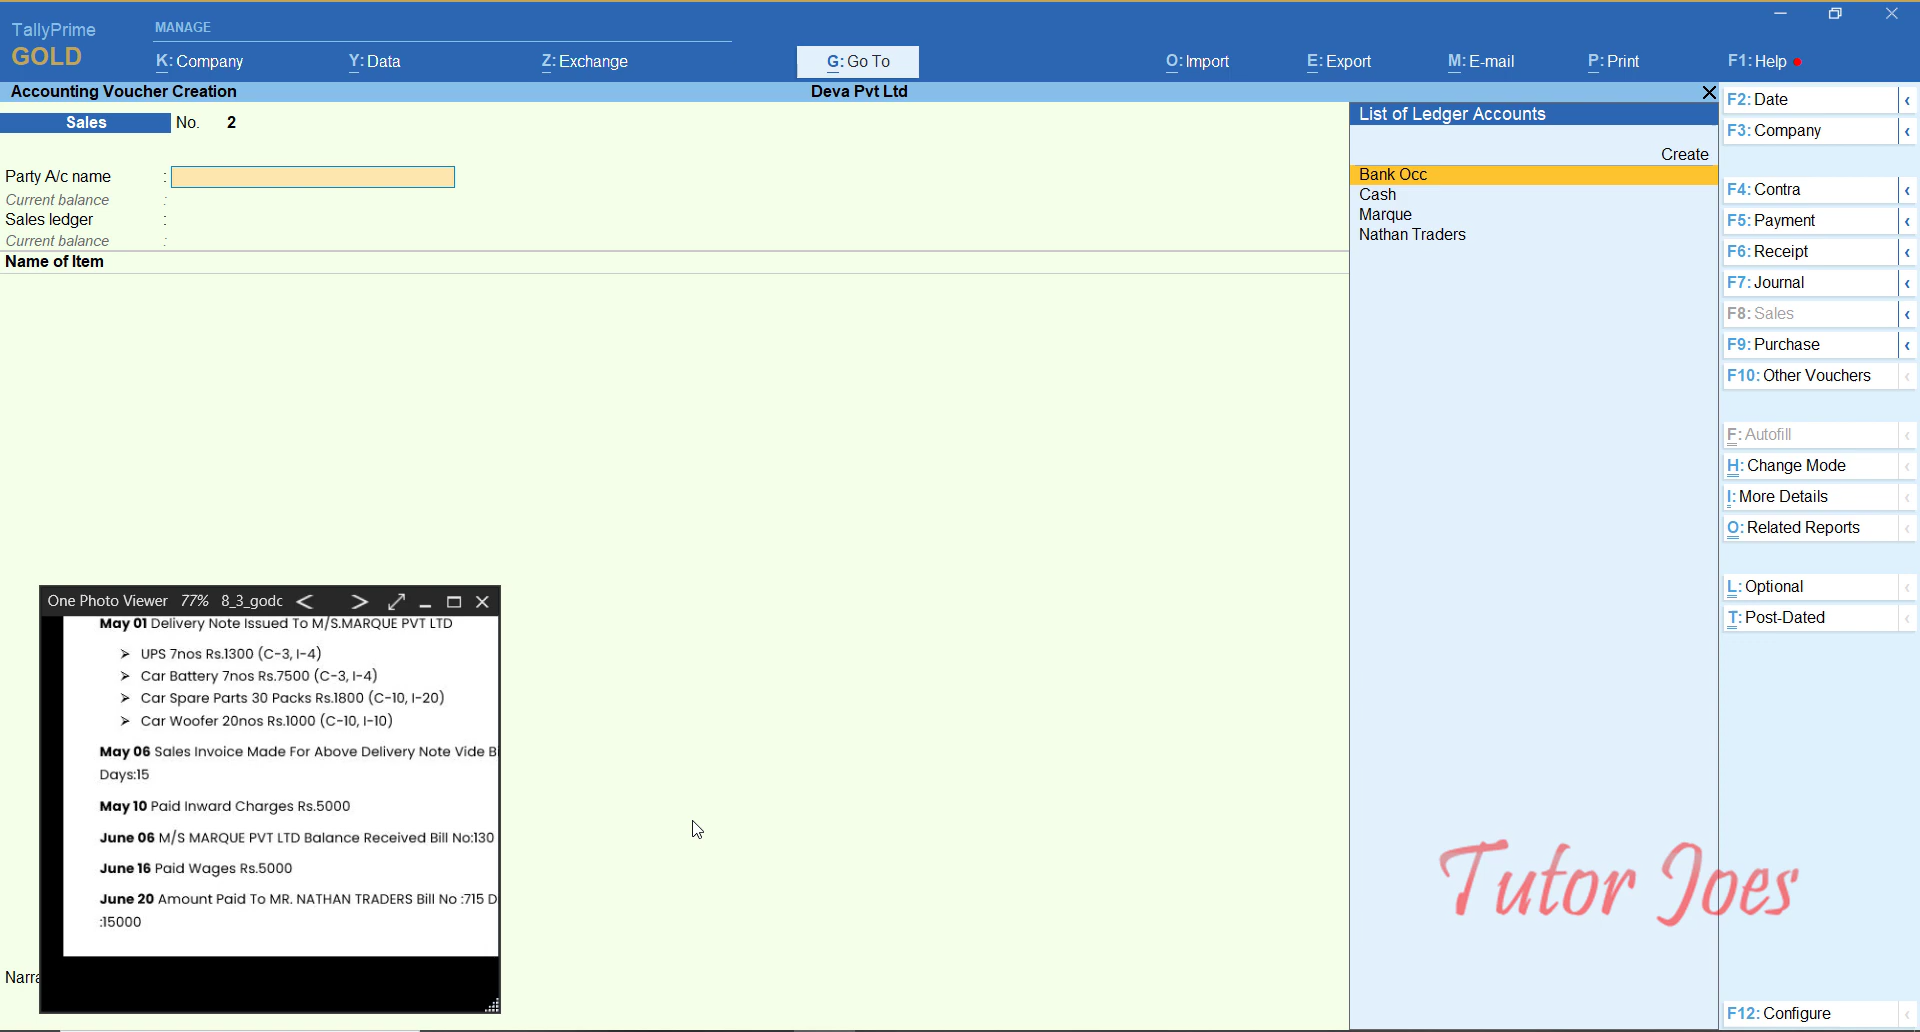 TallyPrime
GOLD
MANAGE
K: Company
Y: Data
Z: Exchange
G: Go To
O: Import
E: Export
M: E-mail
P: Print
F1: Help
Accounting Voucher Creation
Deva Pvt Ltd
Sales No. 2
Party A/c name :
Current balance :
Sales ledger :
Current balance :
Name of Item
List of Ledger Accounts
Create
Bank Occ
Cash
Marque
Nathan Traders
F2: Date
F3: Company
F4: Contra
F5: Payment
F6: Receipt
F7: Journal
F8: Sales
F9: Purchase
F10: Other Vouchers
F: Autofill
H: Change Mode
I: More Details
O: Related Reports
L: Optional
T: Post-Dated
F12: Configure
One Photo Viewer 77% 8_3_godc
May 01 Delivery Note Issued To M/S.MARQUE PVT LTD
➢ UPS 7nos Rs.1300 (C-3, I-4)
➢ Car Battery 7nos Rs.7500 (C-3, I-4)
➢ Car Spare Parts 30 Packs Rs.1800 (C-10, I-20)
➢ Car Woofer 20nos Rs.1000 (C-10, I-10)
May 06 Sales Invoice Made For Above Delivery Note Vide B
Days:15
May 10 Paid Inward Charges Rs.5000
June 06 M/S MARQUE PVT LTD Balance Received Bill No:130
June 16 Paid Wages Rs.5000
June 20 Amount Paid To MR. NATHAN TRADERS Bill No :715 D
:15000
Narra
Tutor Joes